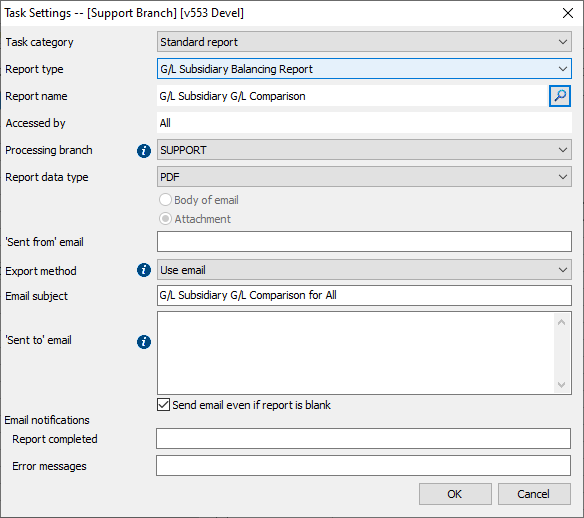 Task Settings -- [Support Branch] [v553 Devel]
Task category Standard report
Report type G/L Subsidiary Balancing Report
Report name G/L Subsidiary G/L Comparison
Accessed by All
Processing branch i SUPPORT
Report data type PDF
Body of email
Attachment
'Sent from' email
Export method i Use email
Email subject G/L Subsidiary G/L Comparison for All
'Sent to' email i
Send email even if report is blank
Email notifications
Report completed
Error messages
OK Cancel